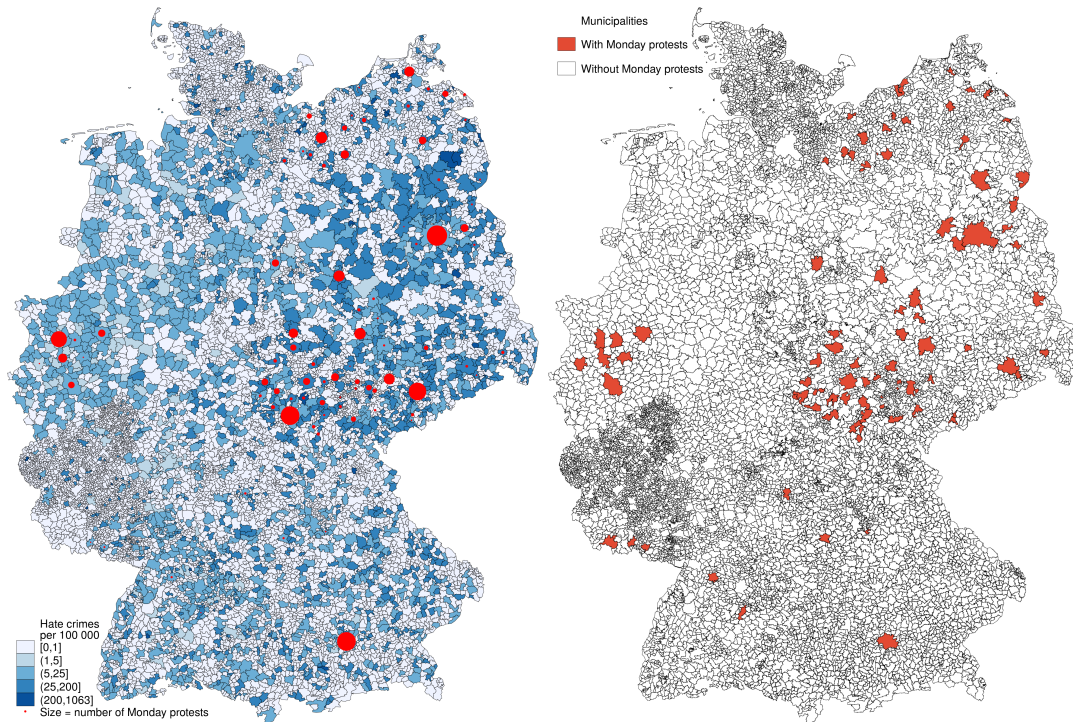 Hate crimes
per 100 000
[0,1]
(1,5]
(5,25]
(25,200]
(200,1063]
Size = number of Monday protests
Municipalities
With Monday protests
Without Monday protests